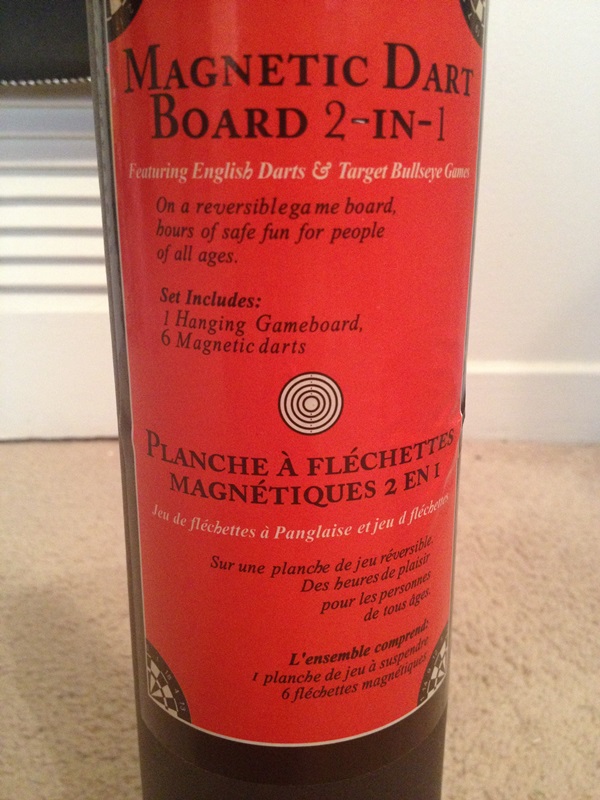 MAGNETIC DART
BOARD 2-IN-1
Featuring English Darts & Target Bullseye Games
On a reversible game board,
hours of safe fun for people
of all ages.
Set Includes:
1 Hanging Gameboard,
6 Magnetic darts
PLANCHE À FLÉCHETTES
MAGNÉTIQUES 2 EN 1
Jeu de fléchettes à Panglaise et jeu d fléchettes
Sur une planche de jeu réversible.
Des heures de plaisir
pour les personnes
de tous âges.
L'ensemble comprend:
1 planche de jeu à suspendre
6 fléchettes magnétiques.